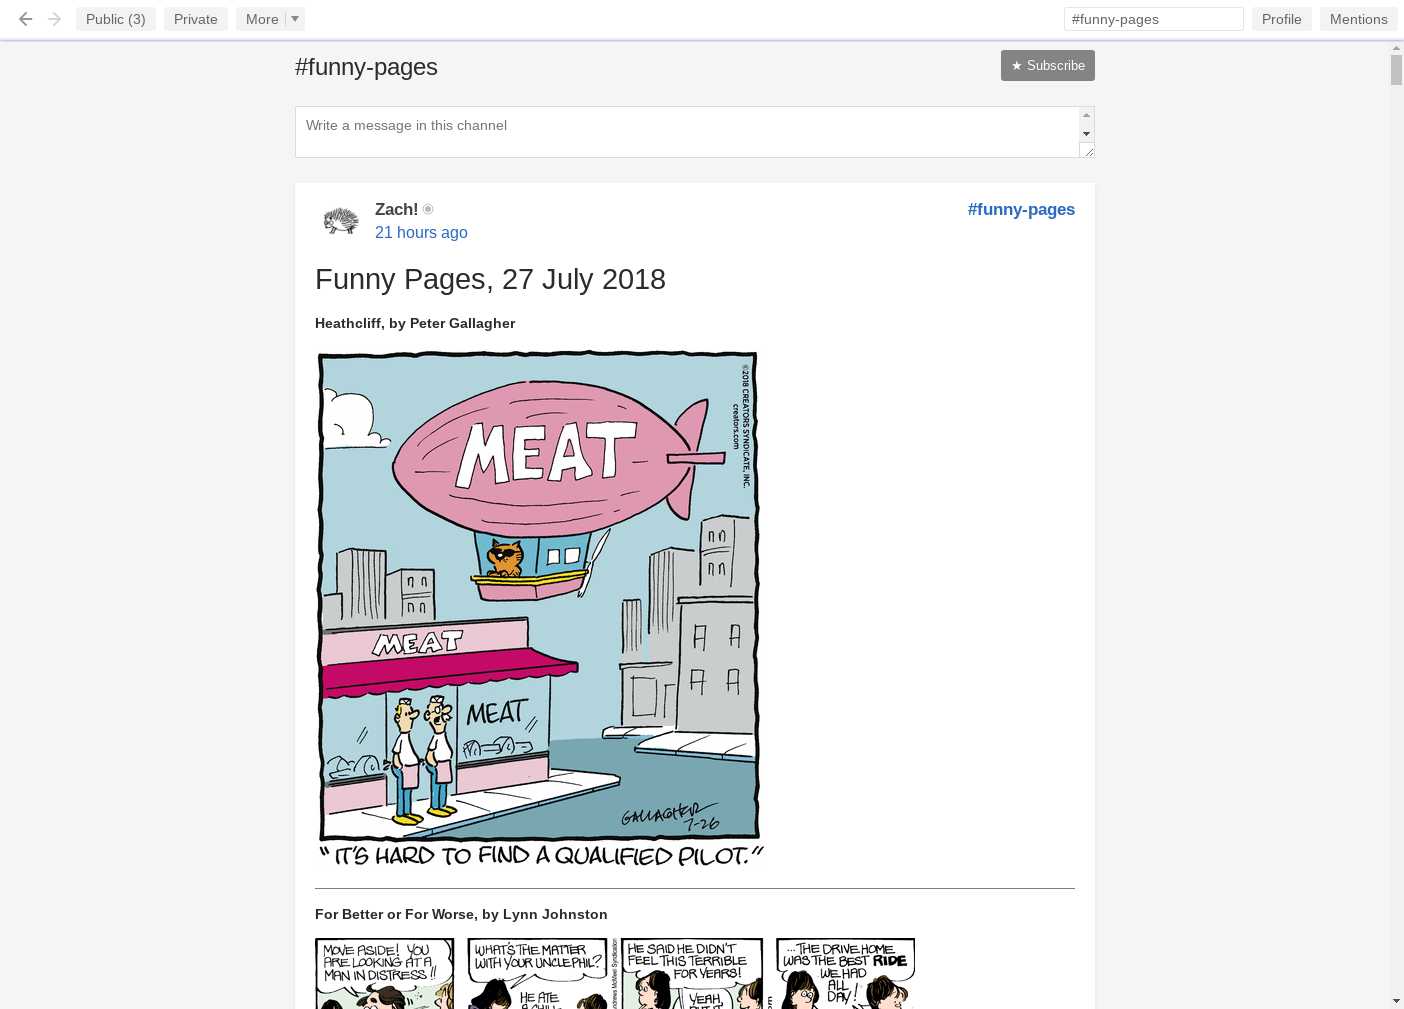 Public (3)
Private
More
#funny-pages
Profile
Mentions
#funny-pages
★ Subscribe
Write a message in this channel
Zach!
#funny-pages
21 hours ago
Funny Pages, 27 July 2018
Heathcliff, by Peter Gallagher
©2018 CREATORS SYNDICATE, INC.
creators.com
MEAT
MEAT
MEAT
GALLAGHER
7-26
"IT'S HARD TO FIND A QUALIFIED PILOT."
For Better or For Worse, by Lynn Johnston
MOVE ASIDE! YOU
ARE LOOKING AT A
MAN IN DISTRESS!!
WHAT'S THE MATTER
WITH YOUR UNCLE PHIL?
HE ATE
HE SAID HE DIDN'T
FEEL THIS TERRIBLE
FOR YEARS!
YEAH,
...THE DRIVE HOME
WAS THE BEST RIDE
WE HAD
ALL
DAY!